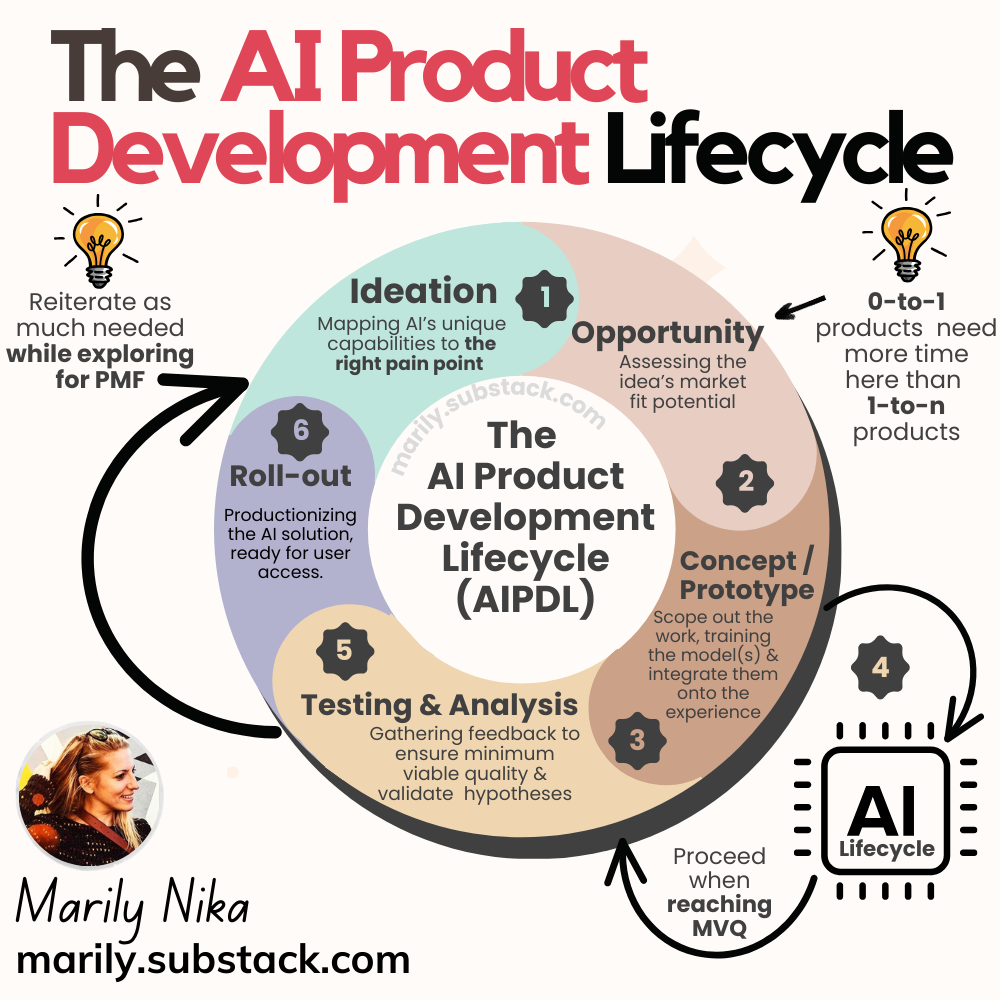 The AI Product
Development Lifecycle
Reiterate as
much needed
while exploring
for PMF
0-to-1
products need
more time
here than
1-to-n
products
Ideation
1
Mapping AI's unique
capabilities to the
right pain point
Opportunity
Assessing the
idea's market
fit potential
2
Concept /
Prototype
Scope out the
work, training
the model(s) &
integrate them
onto the
experience
3
4
AI
Lifecycle
Proceed
when
reaching
MVQ
5
Testing & Analysis
Gathering feedback to
ensure minimum
viable quality &
validate hypotheses
6
Roll-out
Productionizing
the AI solution,
ready for user
access.
marily.substack.com
The
AI Product
Development
Lifecycle
(AIPDL)
Marily Nika
marily.substack.com